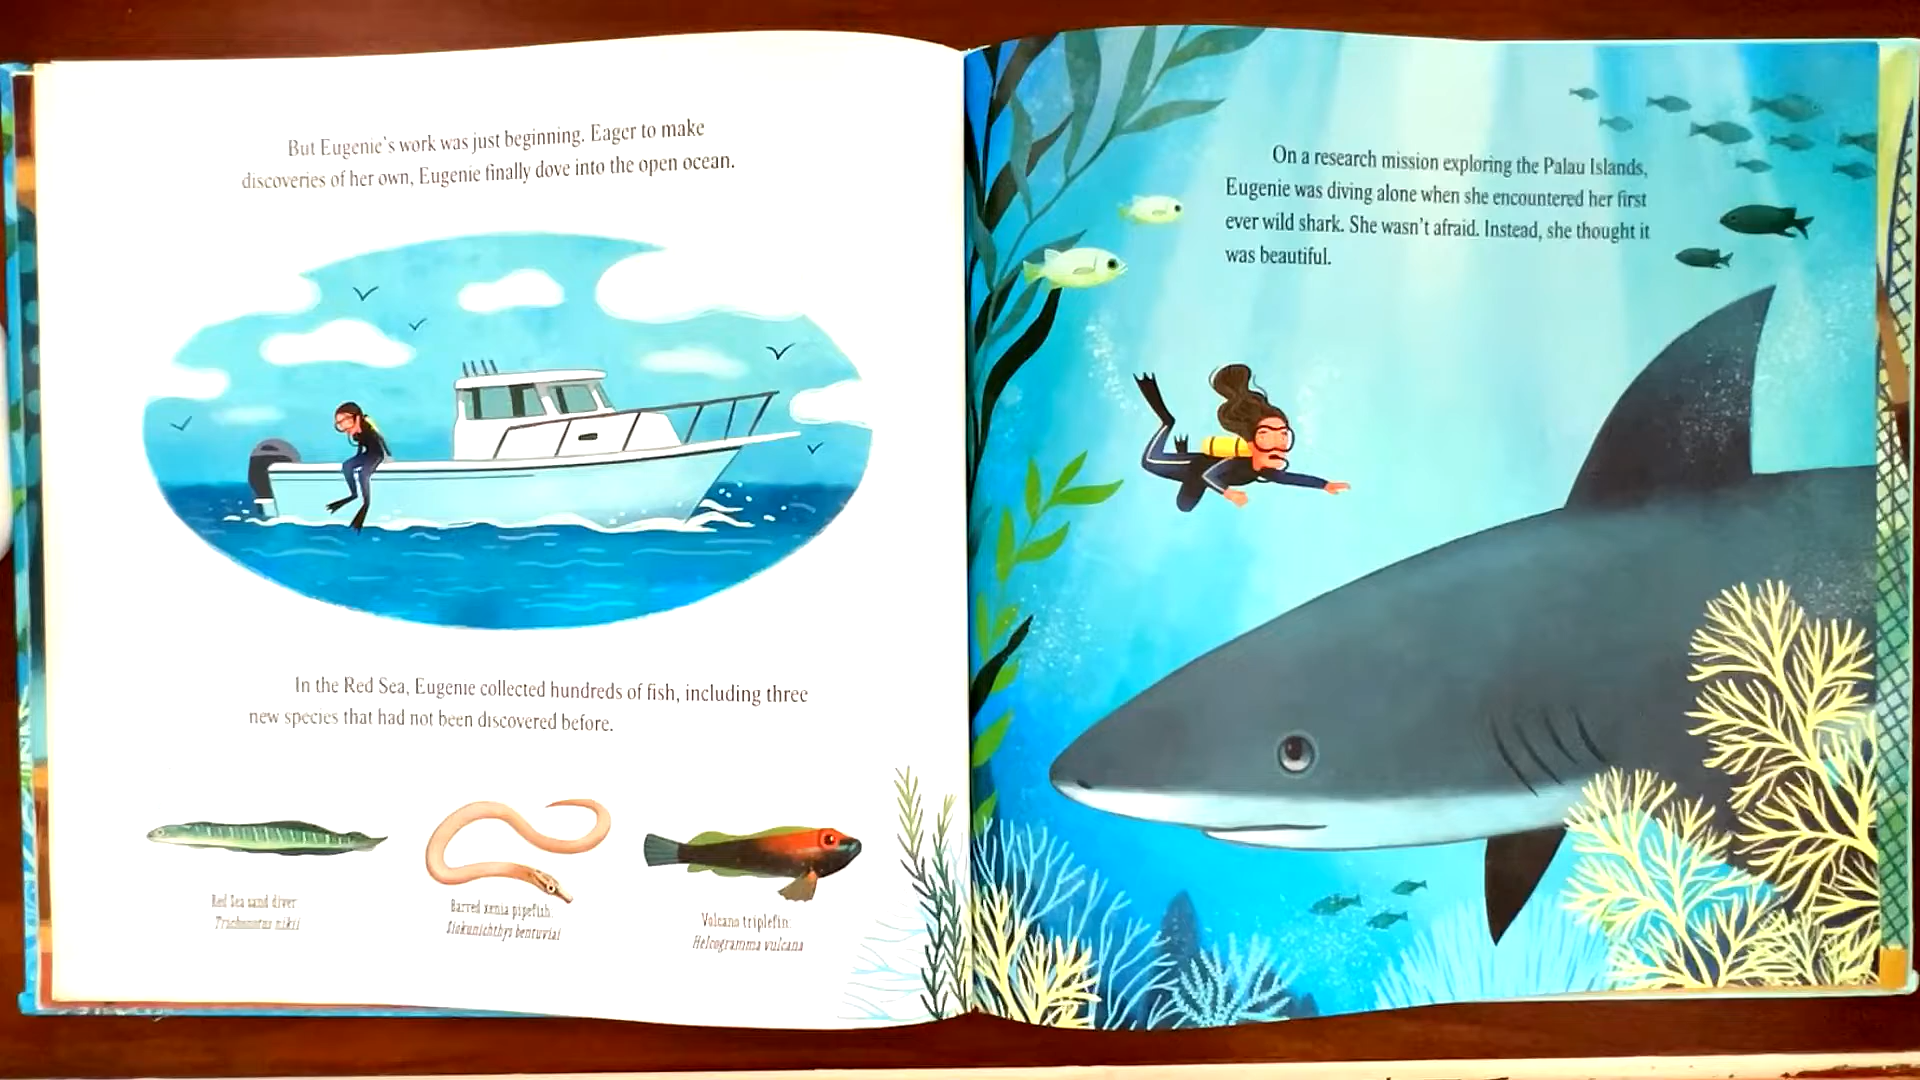 But Eugenie's work was just beginning. Eager to make
discoveries of her own, Eugenie finally dove into the open ocean.
In the Red Sea, Eugenie collected hundreds of fish, including three
new species that had not been discovered before.
Red Sea sand diver
Barred xenia pipefish:
Siokunichthys bentuviai
Volcano triplefin:
Helcogramma vulcana
On a research mission exploring the Palau Islands,
Eugenie was diving alone when she encountered her first
ever wild shark. She wasn't afraid. Instead, she thought it
was beautiful.